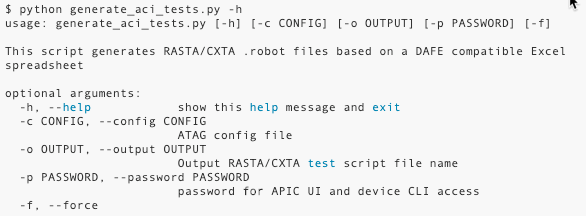 $ python generate_aci_tests.py -h
usage: generate_aci_tests.py [-h] [-c CONFIG] [-o OUTPUT] [-p PASSWORD] [-f]
This script generates RASTA/CXTA .robot files based on a DAFE compatible Excel
spreadsheet
optional arguments:
-h, --help            show this help message and exit
-c CONFIG, --config CONFIG
ATAG config file
-o OUTPUT, --output OUTPUT
Output RASTA/CXTA test script file name
-p PASSWORD, --password PASSWORD
password for APIC UI and device CLI access
-f, --force